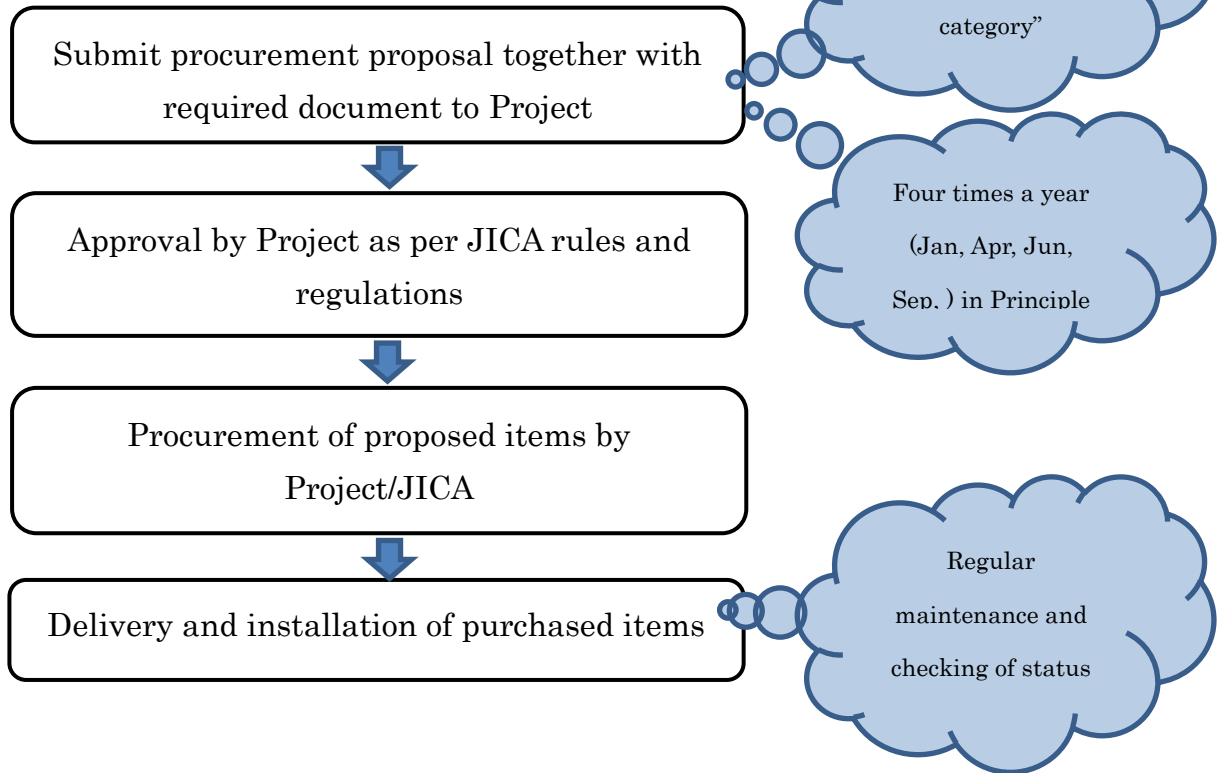 category”
Submit procurement proposal together with
required document to Project
Four times a year
(Jan, Apr, Jun,
Sep, ) in Principle
Approval by Project as per JICA rules and
regulations
Procurement of proposed items by
Project/JICA
Regular
maintenance and
checking of status
Delivery and installation of purchased items